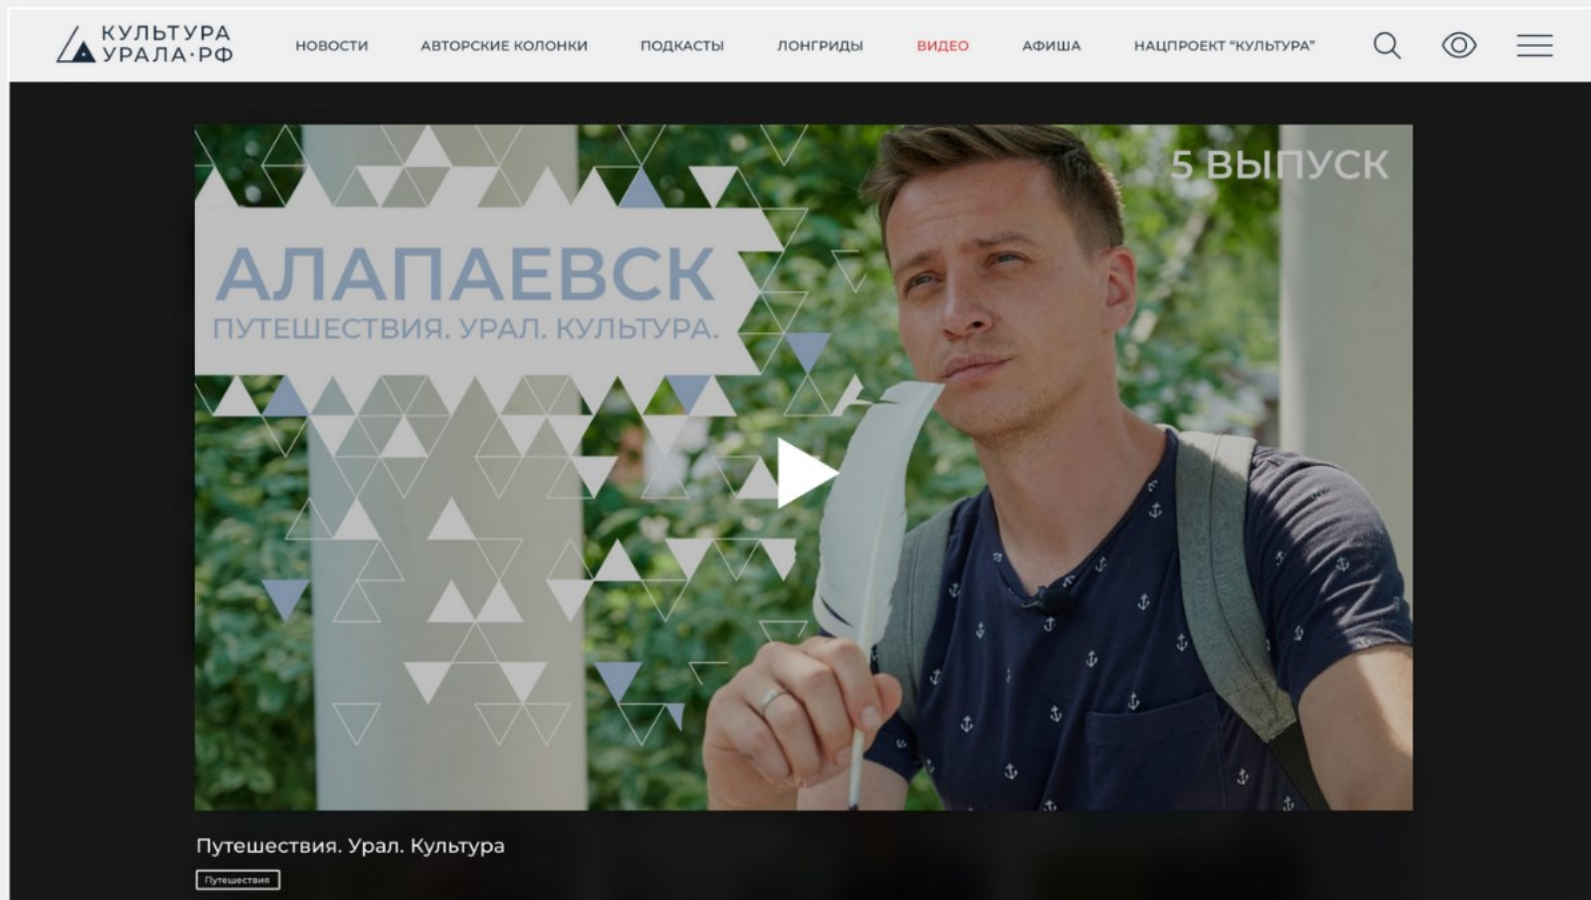 КУЛЬТУРА
УРАЛА·РФ
НОВОСТИ
АВТОРСКИЕ КОЛОНКИ
ПОДКАСТЫ
ЛОНГРИДЫ
ВИДЕО
АФИША
НАЦПРОЕКТ "КУЛЬТУРА"
5 ВЫПУСК
АЛАПАЕВСК
ПУТЕШЕСТВИЯ. УРАЛ. КУЛЬТУРА.
Путешествия. Урал. Культура
Путешествия